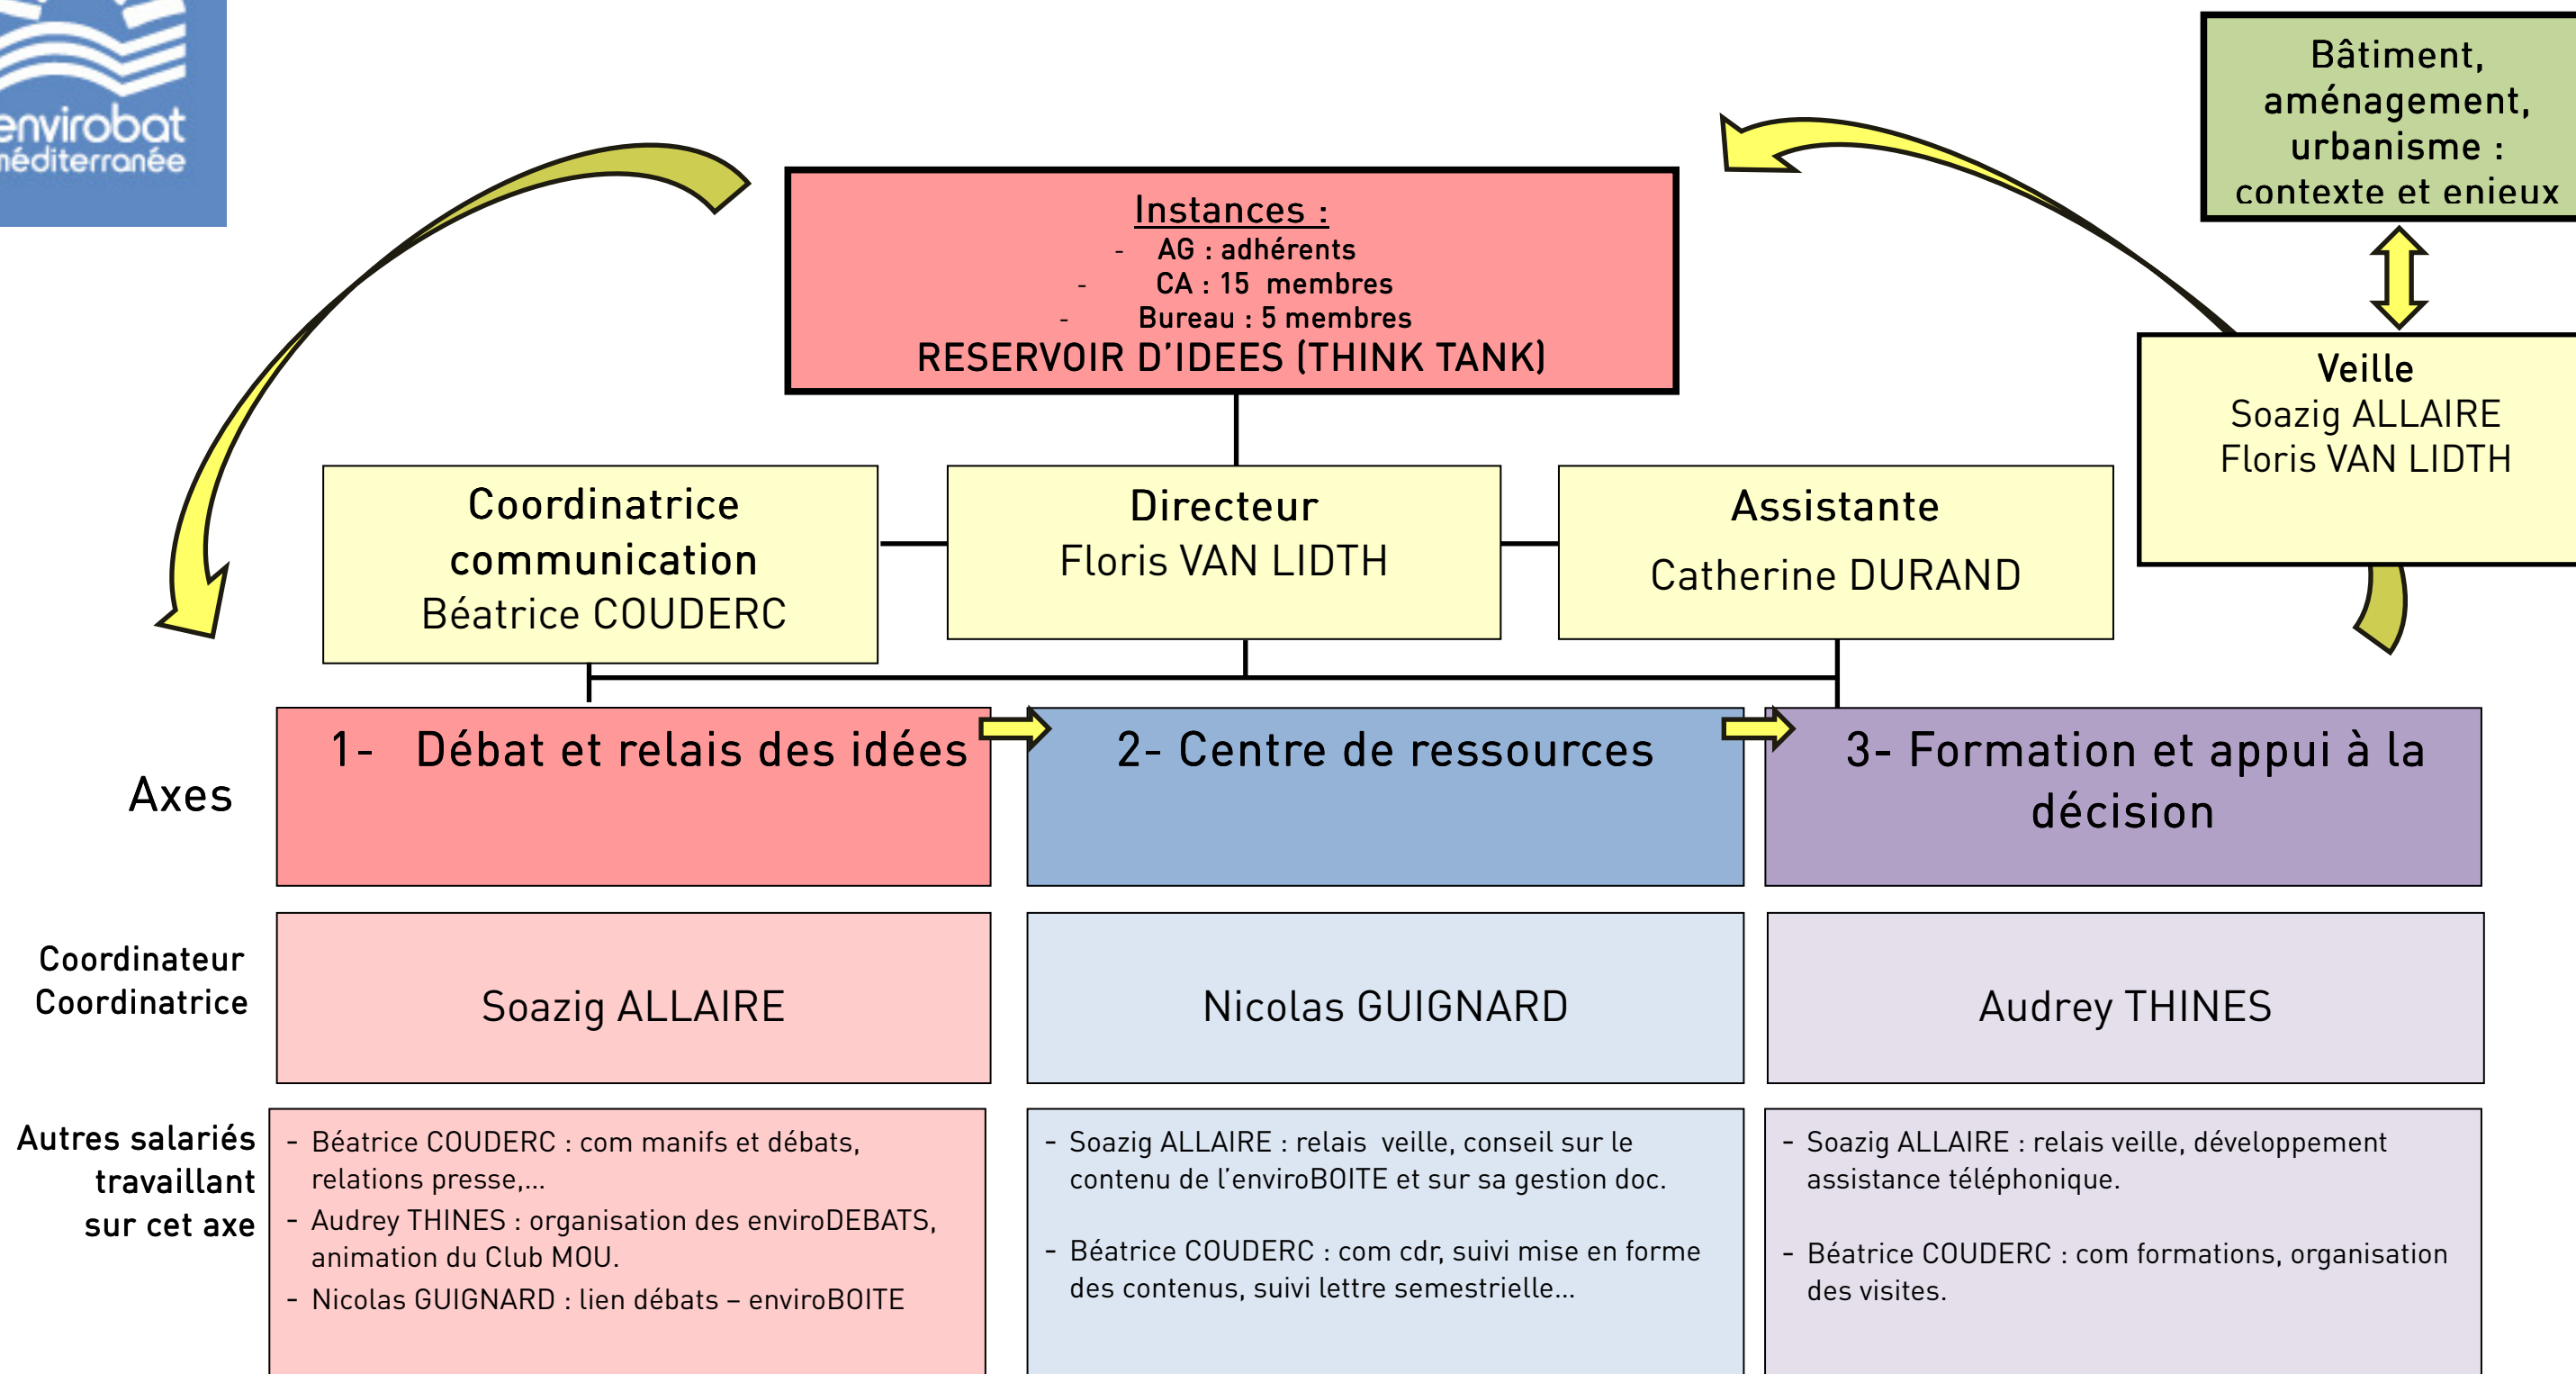 envirobat
méditerranée
Bâtiment,
aménagement,
urbanisme :
contexte et enieux
Instances :
- AG : adhérents
- CA : 15 membres
- Bureau : 5 membres
RESERVOIR D'IDEES (THINK TANK)
Veille
Soazig ALLAIRE
Floris VAN LIDTH
Coordinatrice
communication
Béatrice COUDERC
Directeur
Floris VAN LIDTH
Assistante
Catherine DURAND
Axes
1- Débat et relais des idées
2- Centre de ressources
3- Formation et appui à la
décision
Coordinateur
Coordinatrice
Soazig ALLAIRE
Nicolas GUIGNARD
Audrey THINES
Autres salariés
travaillant
sur cet axe
- Béatrice COUDERC : com manifs et débats,
relations presse,...
- Audrey THINES : organisation des enviroDEBATS,
animation du Club MOU.
- Nicolas GUIGNARD : lien débats – enviroBOITE
- Soazig ALLAIRE : relais veille, conseil sur le
contenu de l'enviroBOITE et sur sa gestion doc.
- Béatrice COUDERC : com cdr, suivi mise en forme
des contenus, suivi lettre semestrielle...
- Soazig ALLAIRE : relais veille, développement
assistance téléphonique.
- Béatrice COUDERC : com formations, organisation
des visites.